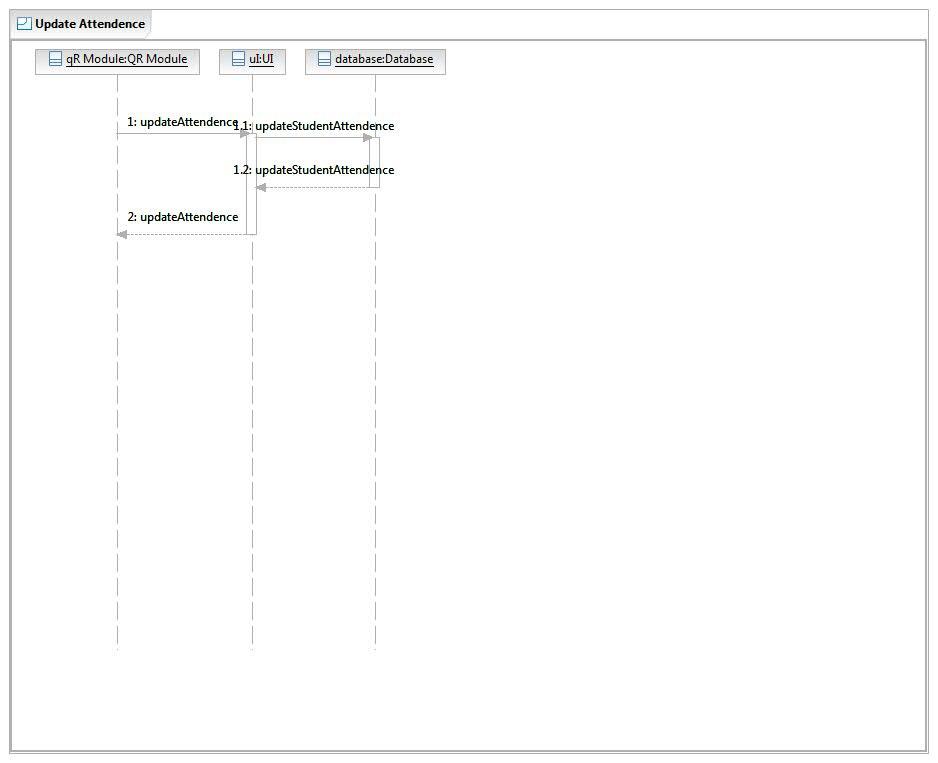 Update Attendence
qR Module:QR Module
uI:UI
database:Database
1: updateAttendence
1.1: updateStudentAttendence
1.2: updateStudentAttendence
2: updateAttendence